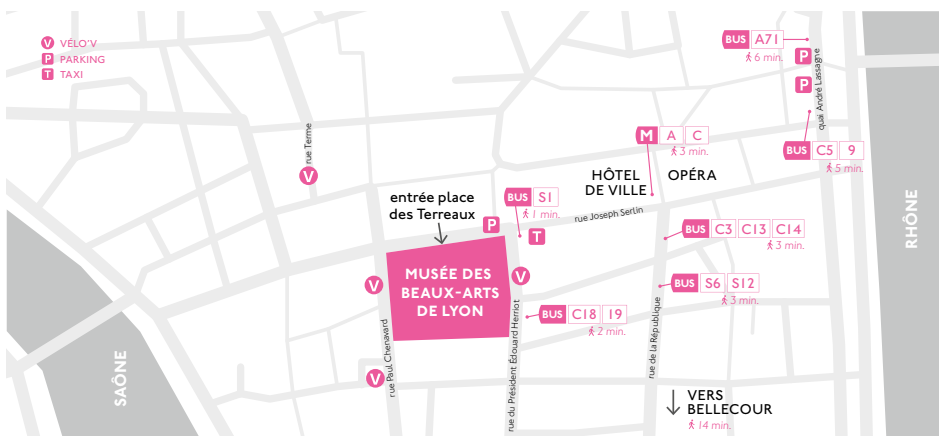 V VÉLO'V
P PARKING
T TAXI
BUS A71
6 min.
P
P
quai André Lassagne
M A C
3 min.
BUS C5 9
5 min.
rue Terme
V
HÔTEL
DE VILLE
OPÉRA
entrée place
des Terreaux
BUS S1
1 min.
rue Joseph Serlin
P
T
BUS C3 C13 C14
3 min.
RHÔNE
MUSÉE DES
BEAUX-ARTS
DE LYON
V
V
BUS S6 S12
3 min.
BUS C18 19
2 min.
rue Paul Chenavard
rue du Président Édouard Herriot
rue de la République
SAÔNE
V
VERS
BELLECOUR
14 min.